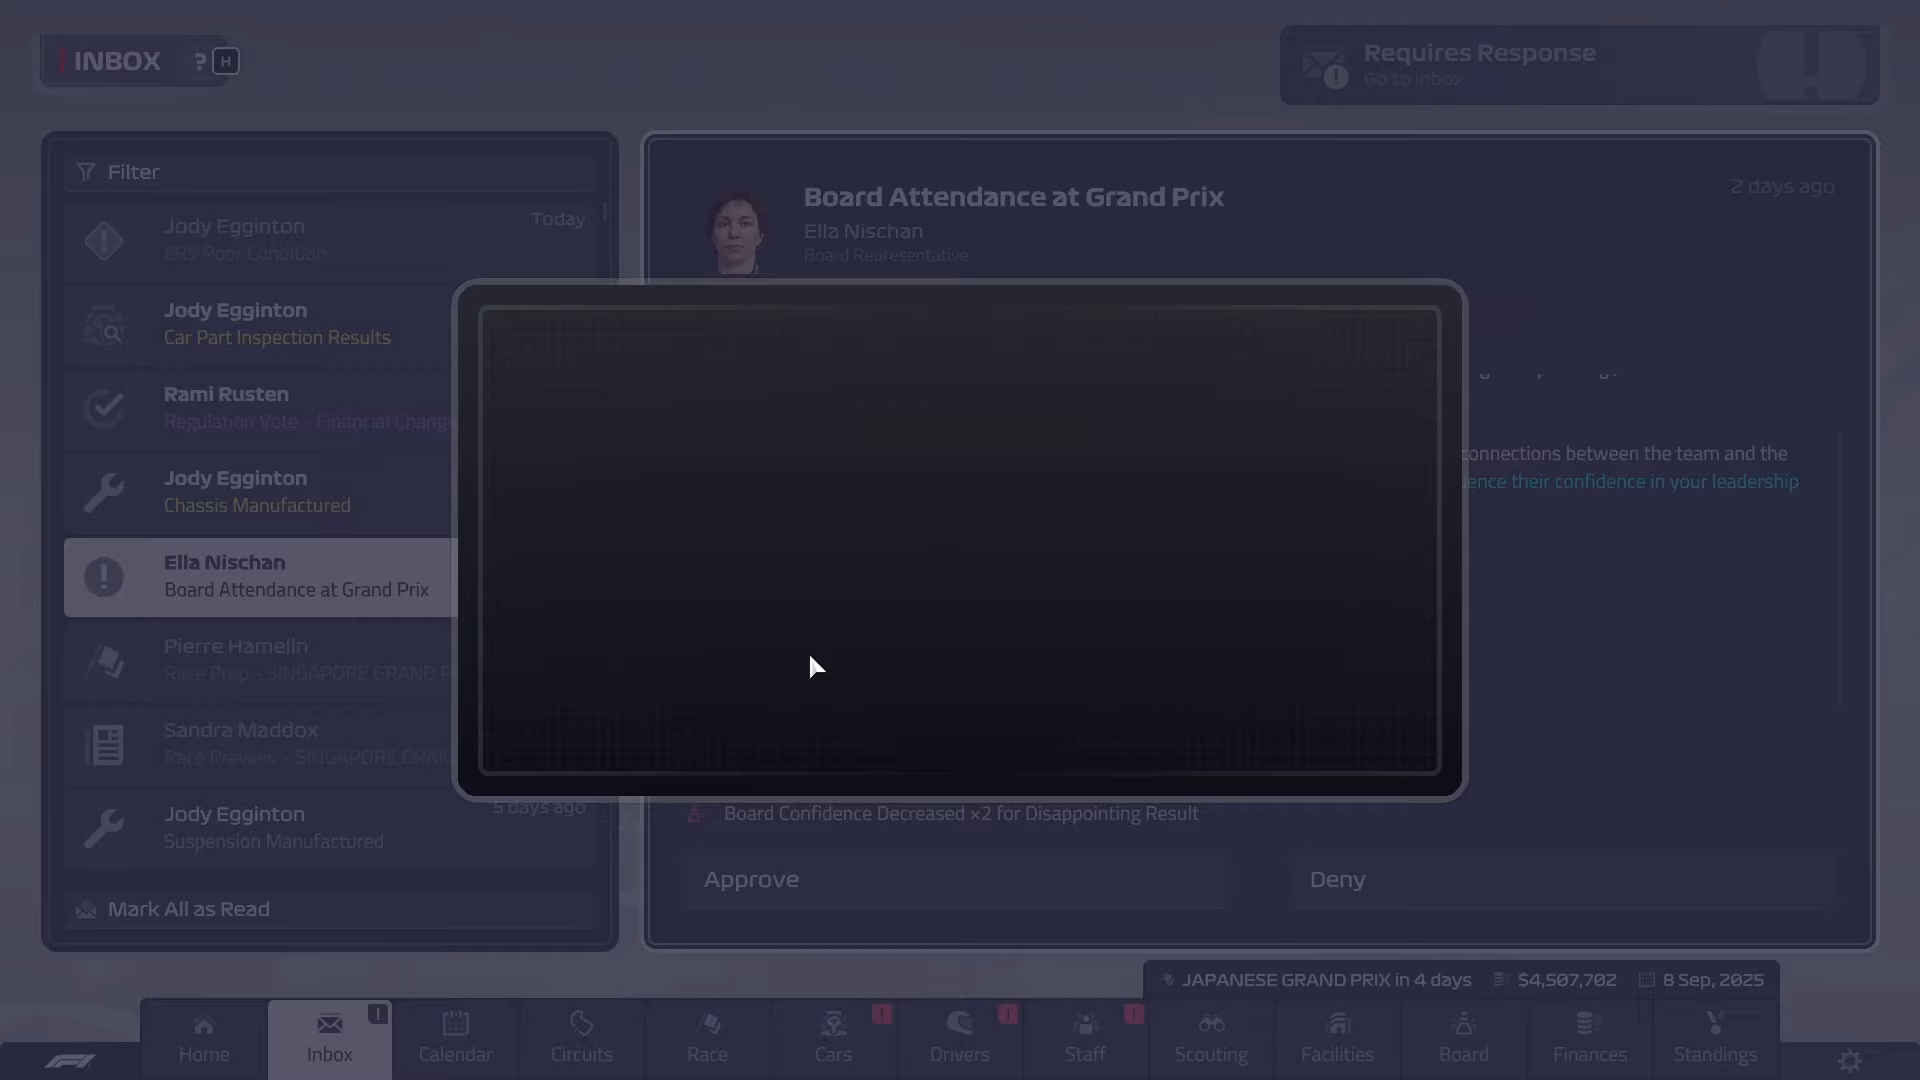 INBOX
? H
Requires Response
Go to Inbox
Filter
Jody Egginton
Today
ERS Poor Condition
Jody Egginton
Car Part Inspection Results
Rami Rusten
Regulation Vote - Financial Chang
Jody Egginton
Chassis Manufactured
Ella Nischan
Board Attendance at Grand Prix
Pierre Hamelin
Race Prep - SINGAPORE GRAND P
Sandra Maddox
Race Preview - SINGAPORE GRAN
Jody Egginton
5 days ago
Suspension Manufactured
Mark All as Read
Board Attendance at Grand Prix
2 days ago
Ella Nischan
Board Representative
connections between the team and the
ence their confidence in your leadership
Board Confidence Decreased ×2 for Disappointing Result
Approve
Deny
JAPANESE GRAND PRIX in 4 days
$4,507,702
8 Sep, 2025
Home
Inbox
Calendar
Circuits
Race
Cars
Drivers
Staff
Scouting
Facilities
Board
Finances
Standings